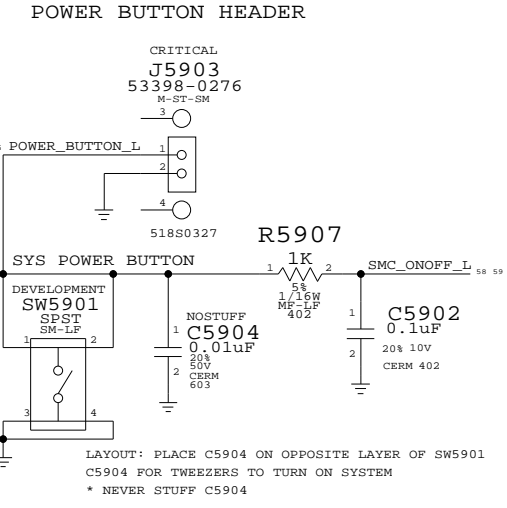 POWER BUTTON HEADER
CRITICAL
J5903
53398-0276
M-ST-SM
3
POWER_BUTTON_L
1
2
4
518S0327
R5907
SYS POWER BUTTON
1K
1
2
SMC_ONOFF_L
58 59
5%
1/16W
MF-LF
402
DEVELOPMENT
SW5901
SPST
SM-LF
1
2
3
4
NOSTUFF
C5904
0.01uF
20%
50V
CERM
603
1
2
C5902
0.1uF
20% 10V
CERM 402
1
2
LAYOUT: PLACE C5904 ON OPPOSITE LAYER OF SW5901
C5904 FOR TWEEZERS TO TURN ON SYSTEM
* NEVER STUFF C5904